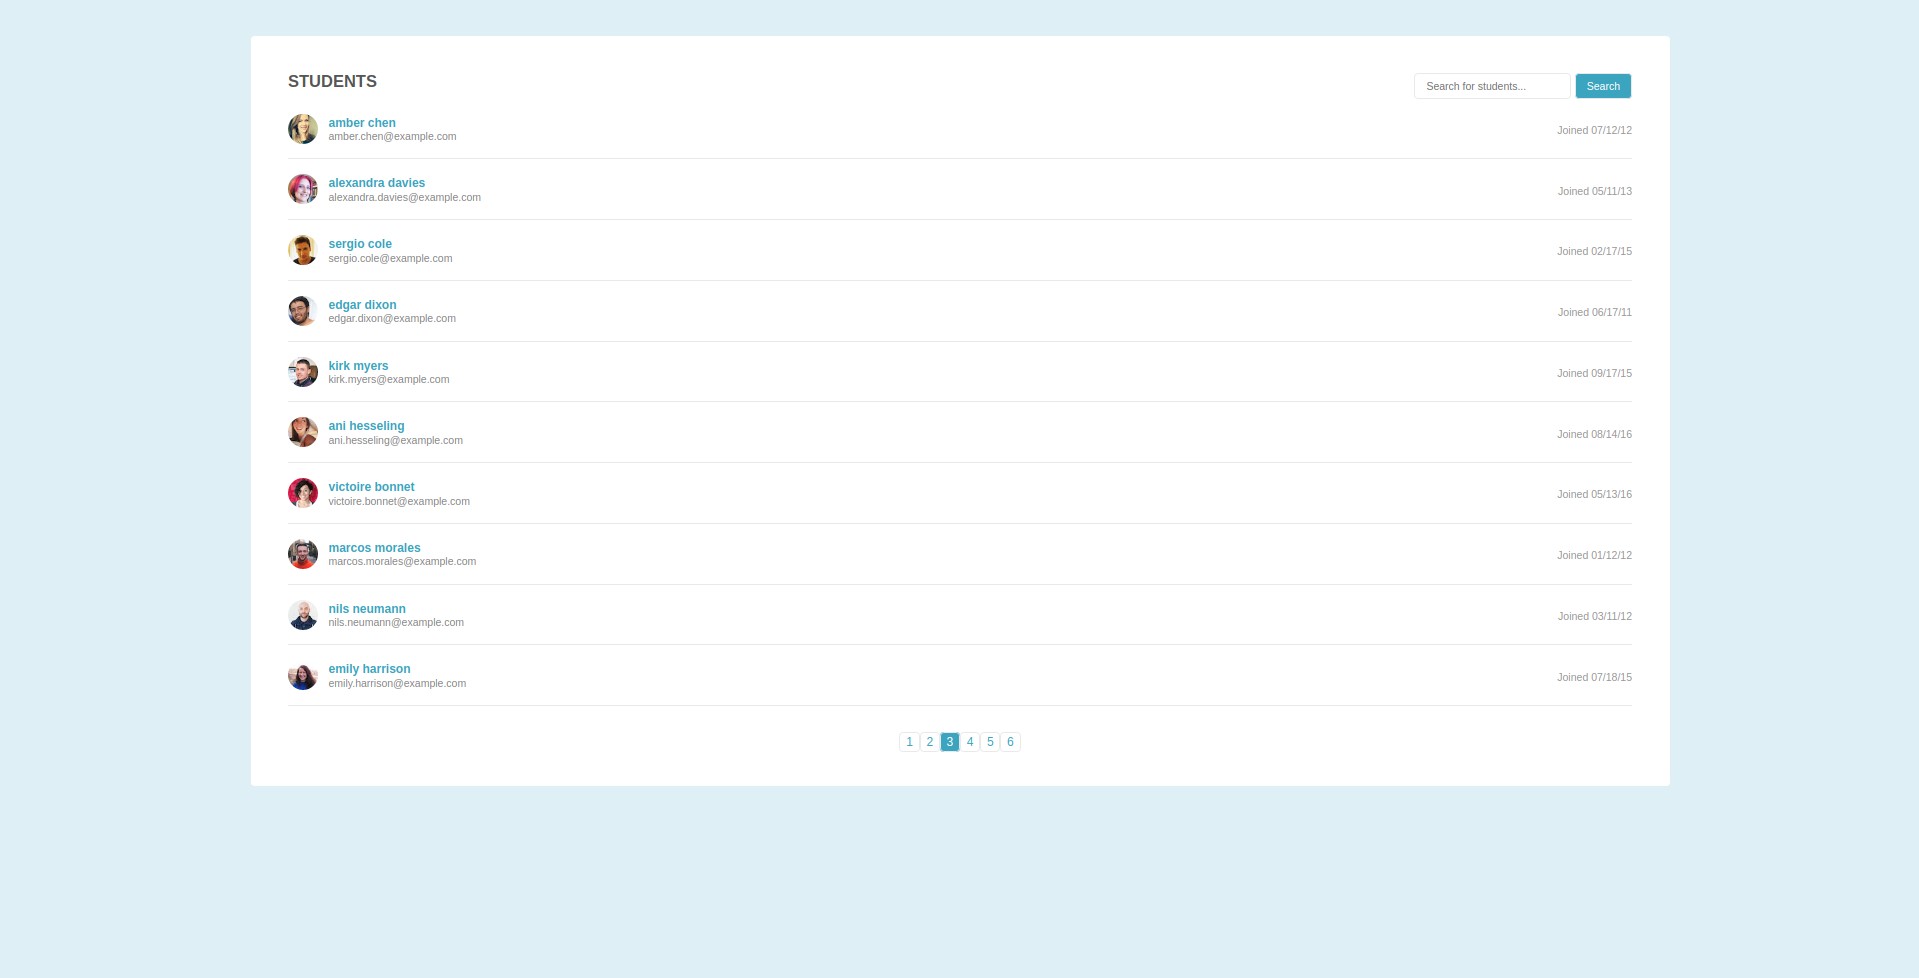 STUDENTS
Search for students...
Search
amber chen
amber.chen@example.com
Joined 07/12/12
alexandra davies
alexandra.davies@example.com
Joined 05/11/13
sergio cole
sergio.cole@example.com
Joined 02/17/15
edgar dixon
edgar.dixon@example.com
Joined 06/17/11
kirk myers
kirk.myers@example.com
Joined 09/17/15
ani hesseling
ani.hesseling@example.com
Joined 08/14/16
victoire bonnet
victoire.bonnet@example.com
Joined 05/13/16
marcos morales
marcos.morales@example.com
Joined 01/12/12
nils neumann
nils.neumann@example.com
Joined 03/11/12
emily harrison
emily.harrison@example.com
Joined 07/18/15
1 2 3 4 5 6